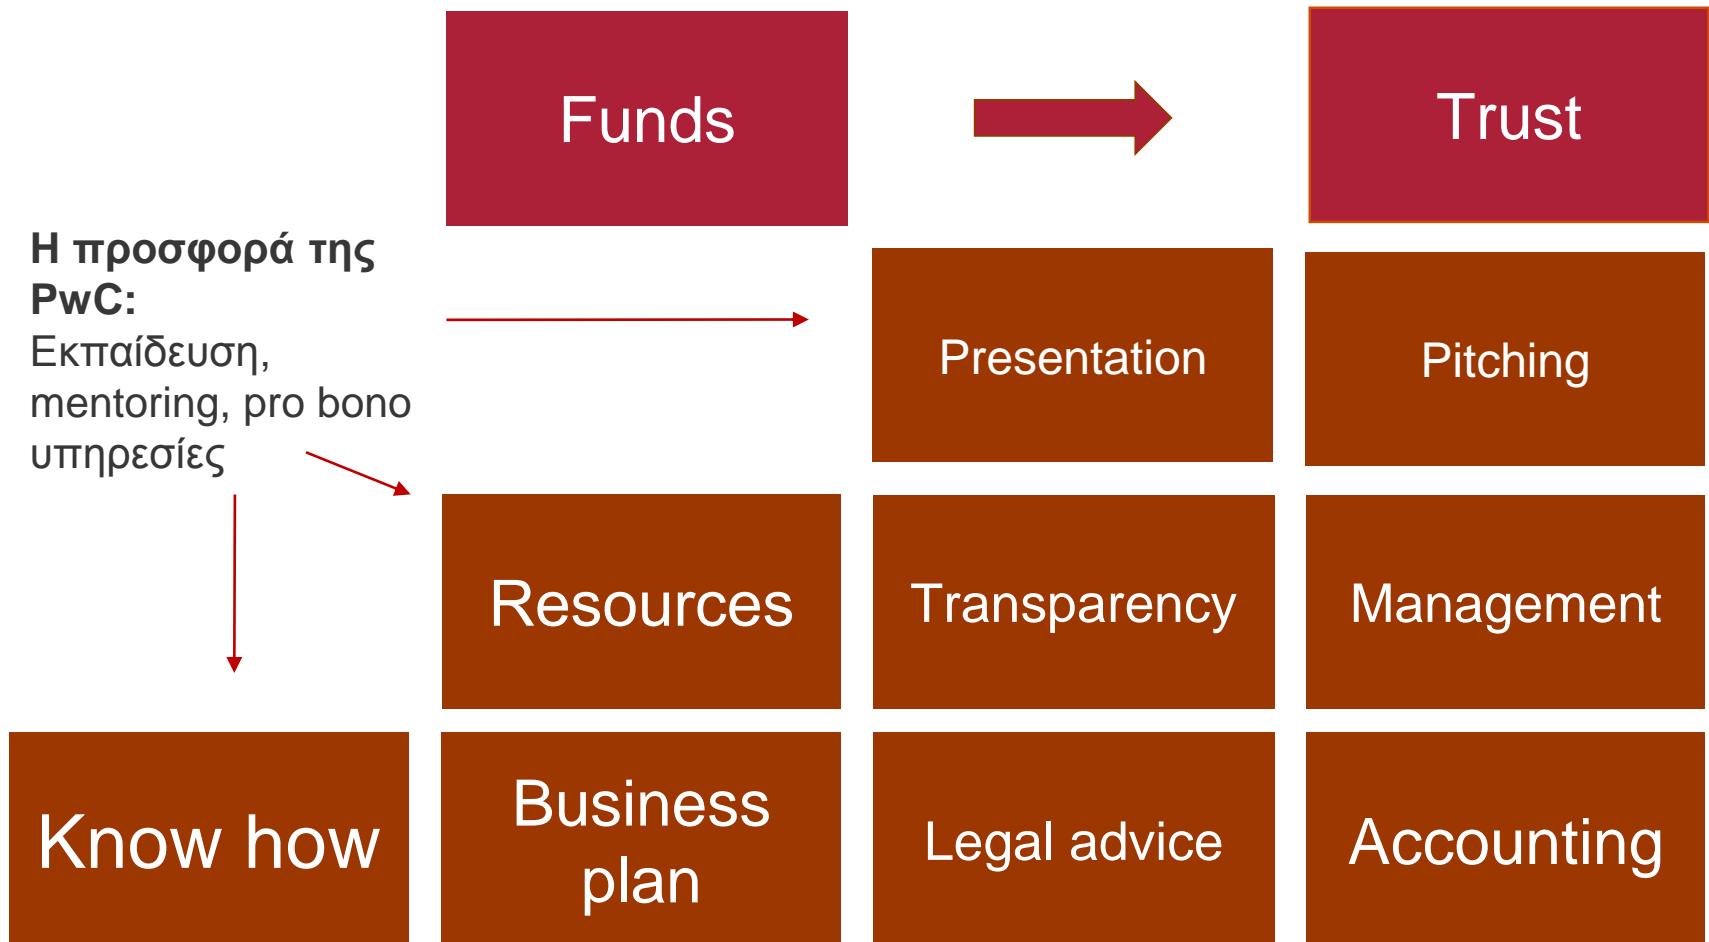 Funds
Trust
Η προσφορά της
PwC:
Εκπαίδευση,
mentoring, pro bono
υπηρεσίες
Presentation
Pitching
Resources
Transparency
Management
Know how
Business
plan
Legal advice
Accounting